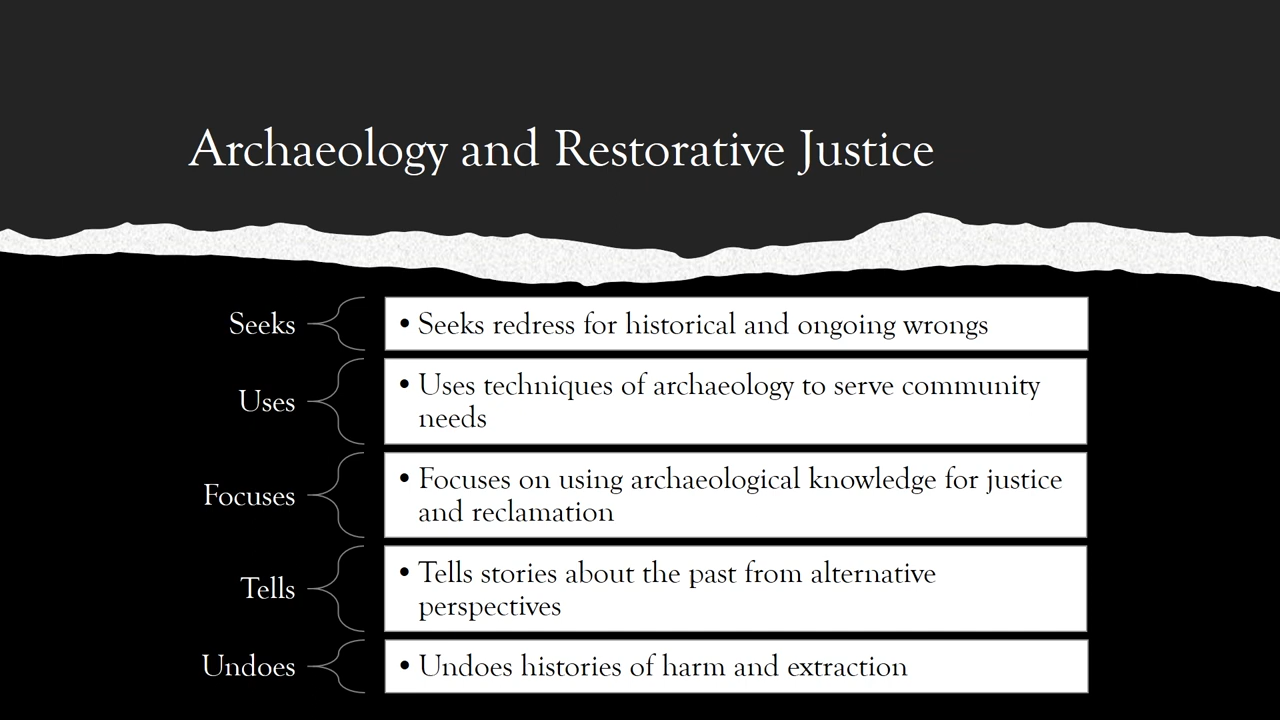 Archaeology and Restorative Justice
Seeks
• Seeks redress for historical and ongoing wrongs
Uses
• Uses techniques of archaeology to serve community
needs
Focuses
• Focuses on using archaeological knowledge for justice
and reclamation
Tells
• Tells stories about the past from alternative
perspectives
Undoes
• Undoes histories of harm and extraction